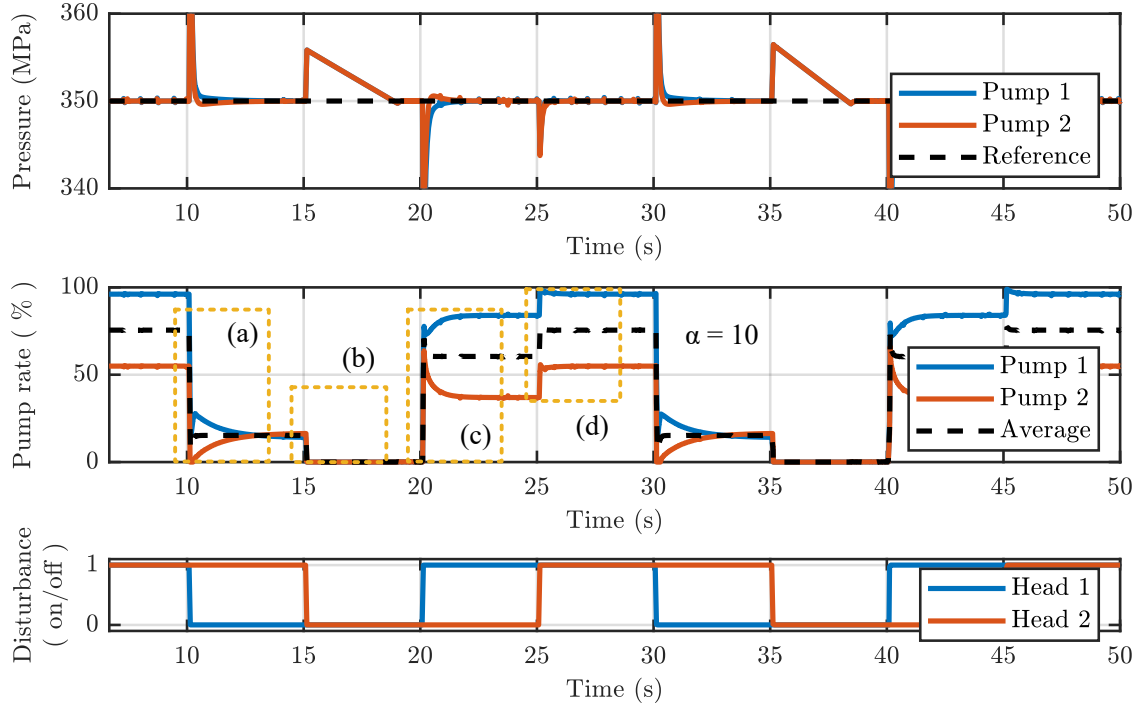 360
350
340
Pressure (MPa)
Pump 1
Pump 2
Reference
10 15 20 25 30 35 40 45 50
Time (s)
100
50
0
Pump rate ( % )
(a)
(b)
(c)
(d)
α = 10
Pump 1
Pump 2
Average
10 15 20 25 30 35 40 45 50
Time (s)
1
0
Disturbance
( on/off )
Head 1
Head 2
10 15 20 25 30 35 40 45 50
Time (s)